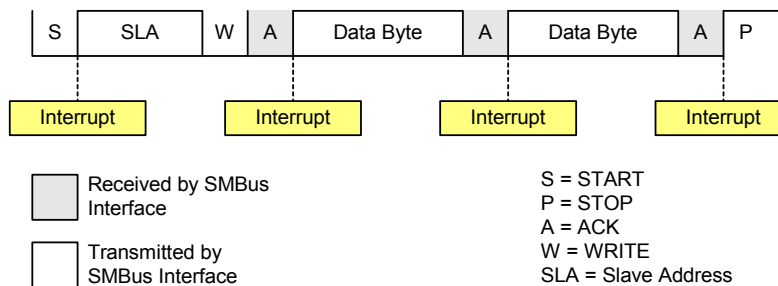 S SLA W A Data Byte A Data Byte A P
Interrupt Interrupt Interrupt Interrupt
Received by SMBus
Interface
Transmitted by
SMBus Interface
S = START
P = STOP
A = ACK
W = WRITE
SLA = Slave Address